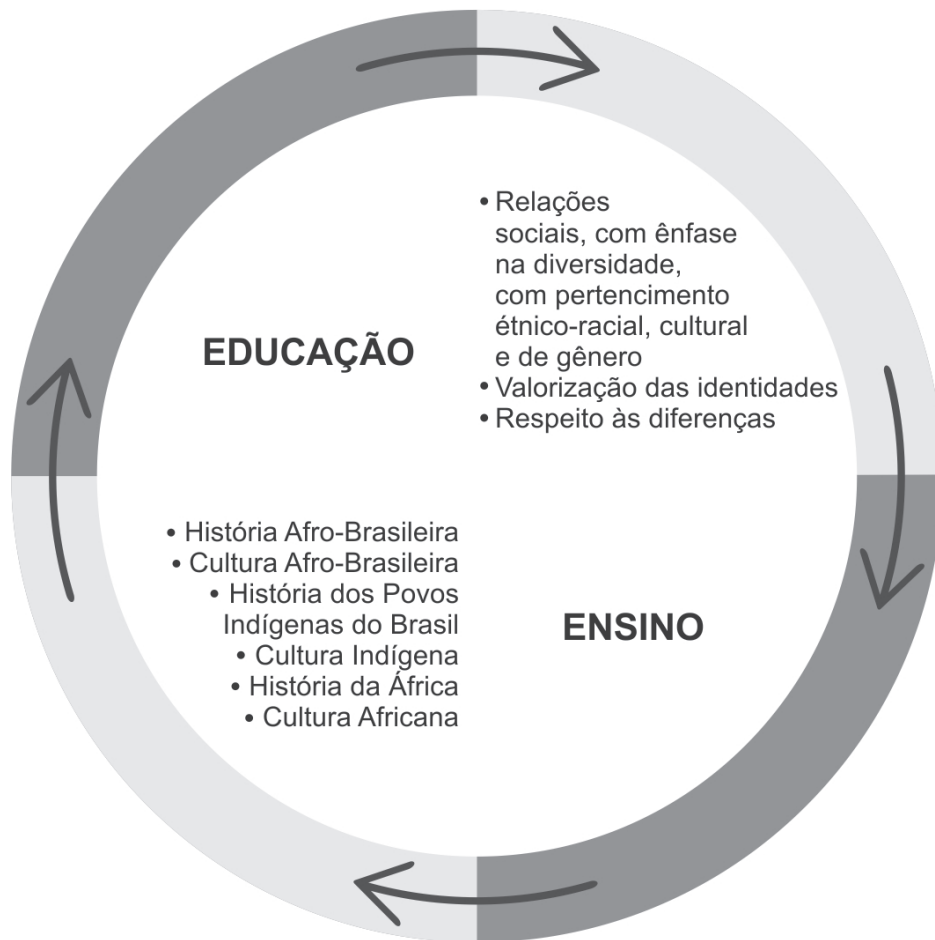 EDUCAÇÃO
• Relações
sociais, com ênfase
na diversidade,
com pertencimento
étnico-racial, cultural
e de gênero
• Valorização das identidades
• Respeito às diferenças
ENSINO
• História Afro-Brasileira
• Cultura Afro-Brasileira
• História dos Povos
Indígenas do Brasil
• Cultura Indígena
• História da África
• Cultura Africana